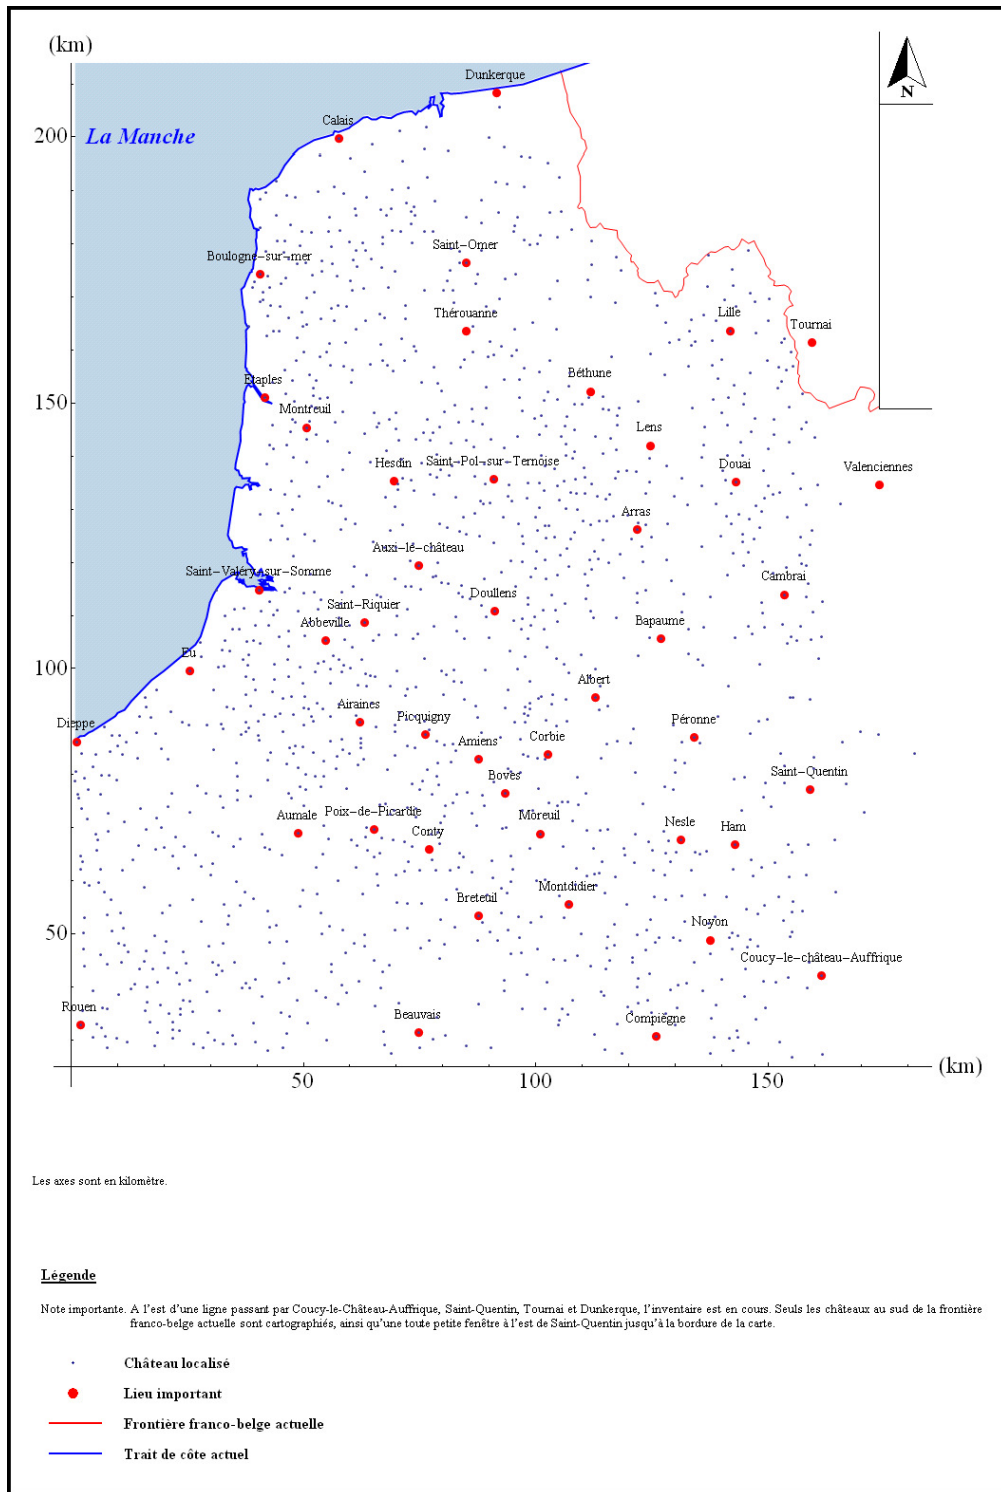 (km)
N
Dunkerque
200
La Manche
Calais
Boulogne-sur-mer
Saint-Omer
Thérouanne
Lille
Tournai
150
Etaples
Montreuil
Béthune
Lens
Hesdin
Saint-Pol-sur-Ternoise
Douai
Valenciennes
Arras
Auxi-le-château
Saint-Valéry-sur-Somme
Cambrai
Saint-Riquier
Doullens
Abbeville
Bapaume
100
Eu
Albert
Airaines
Picquigny
Péronne
Dieppe
Amiens
Corbie
Boves
Saint-Quentin
Aumale
Poix-de-Picardie
Conty
Moreuil
Nesle
Ham
Breteuil
Montdidier
50
Noyon
Coucy-le-château-Auffrique
Rouen
Beauvais
Compiègne
50
100
150
(km)
Les axes sont en kilomètre.
Légende
Note importante. A l'est d'une ligne passant par Coucy-le-Château-Auffrique, Saint-Quentin, Tournai et Dunkerque, l'inventaire est en cours. Seuls les châteaux au sud de la frontière
franco-belge actuelle sont cartographiés, ainsi qu'une toute petite fenêtre à l'est de Saint-Quentin jusqu'à la bordure de la carte.
Château localisé
Lieu important
Frontière franco-belge actuelle
Trait de côte actuel